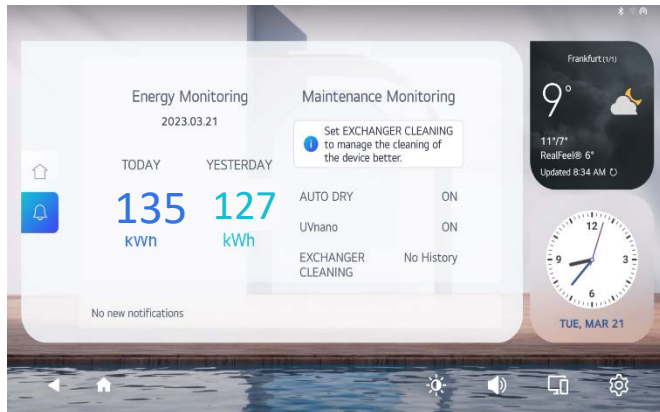 Energy Monitoring
2023.03.21
TODAY
YESTERDAY
135
127
kWh
kWh
No new notifications
Maintenance Monitoring
Set EXCHANGER CLEANING
to manage the cleaning of
the device better.
AUTO DRY ON
UVnano ON
EXCHANGER No History
CLEANING
Frankfurt (1/1)
9°
11°/7°
RealFeel® 6°
Updated 8:34 AM
12
3
6
9
TUE, MAR 21